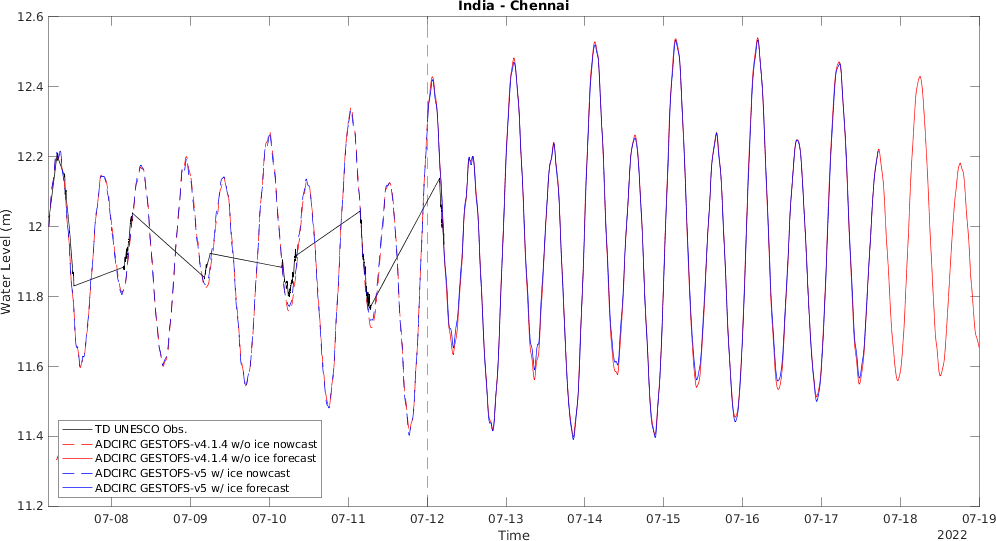 India - Chennai
12.6
12.4
12.2
12
11.8
11.6
11.4
11.2
Water Level (m)
TD UNESCO Obs.
ADCIRC GESTOFS-v4.1.4 w/o ice nowcast
ADCIRC GESTOFS-v4.1.4 w/o ice forecast
ADCIRC GESTOFS-v5 w/ ice nowcast
ADCIRC GESTOFS-v5 w/ ice forecast
07-08 07-09 07-10 07-11 07-12 07-13 07-14 07-15 07-16 07-17 07-18 07-19
Time
2022